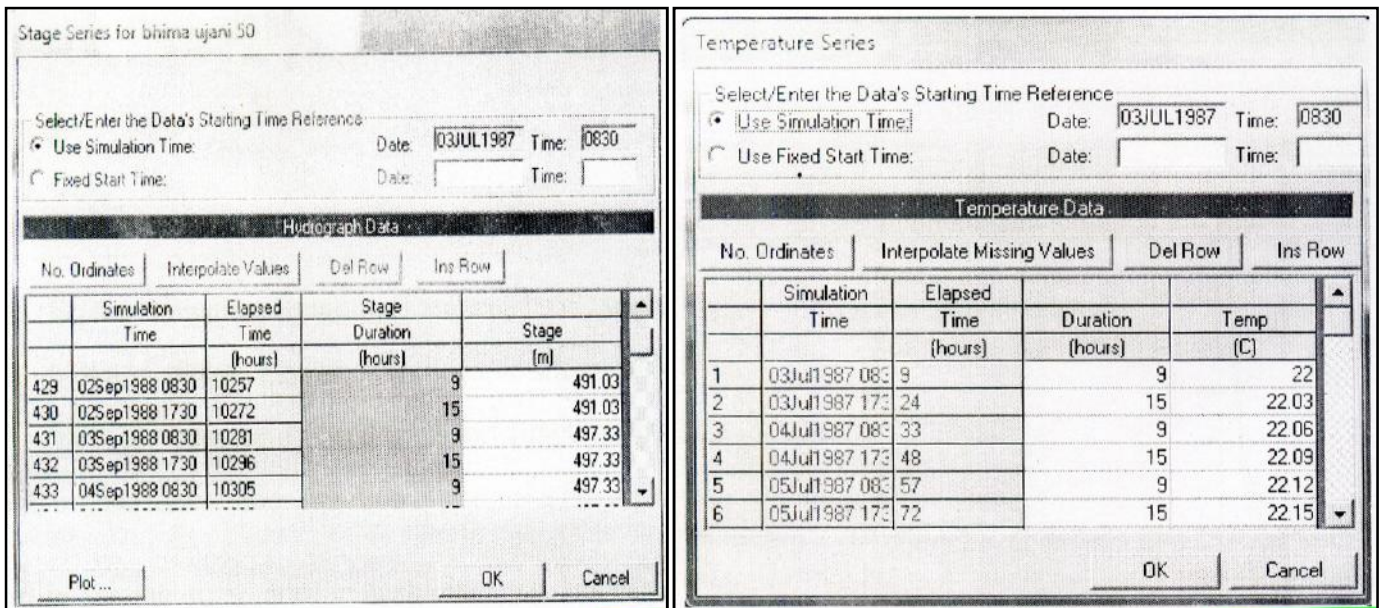 Stage Series for bhima ujani 50
Select/Enter the Data's Starting Time Reference
Use Simulation Time: Date: 03JUL1987 Time: 0830
Fixed Start Time: Date: Time:
Hydrograph Data
No. Ordinates Interpolate Values Del Row Ins Row
Simulation Elapsed Stage
Time Time Duration Stage
(hours) (hours) (m)
429 02Sep1988 0830 10257 9 491.03
430 02Sep1988 1730 10272 15 491.03
431 03Sep1988 0830 10281 9 497.33
432 03Sep1988 1730 10296 15 497.33
433 04Sep1988 0830 10305 9 497.33
Plot ... OK Cancel
Temperature Series
Select/Enter the Data's Starting Time Reference
Use Simulation Time: Date: 03JUL1987 Time: 0830
Use Fixed Start Time: Date: Time:
Temperature Data
No. Ordinates Interpolate Missing Values Del Row Ins Row
Simulation Elapsed
Time Time Duration Temp
(hours) (hours) (C)
1 03Jul1987 083 9 9 22
2 03Jul1987 173 24 15 22.03
3 04Jul1987 083 33 9 22.06
4 04Jul1987 173 48 15 22.09
5 05Jul1987 083 57 9 22.12
6 05Jul1987 173 72 15 22.15
OK Cancel